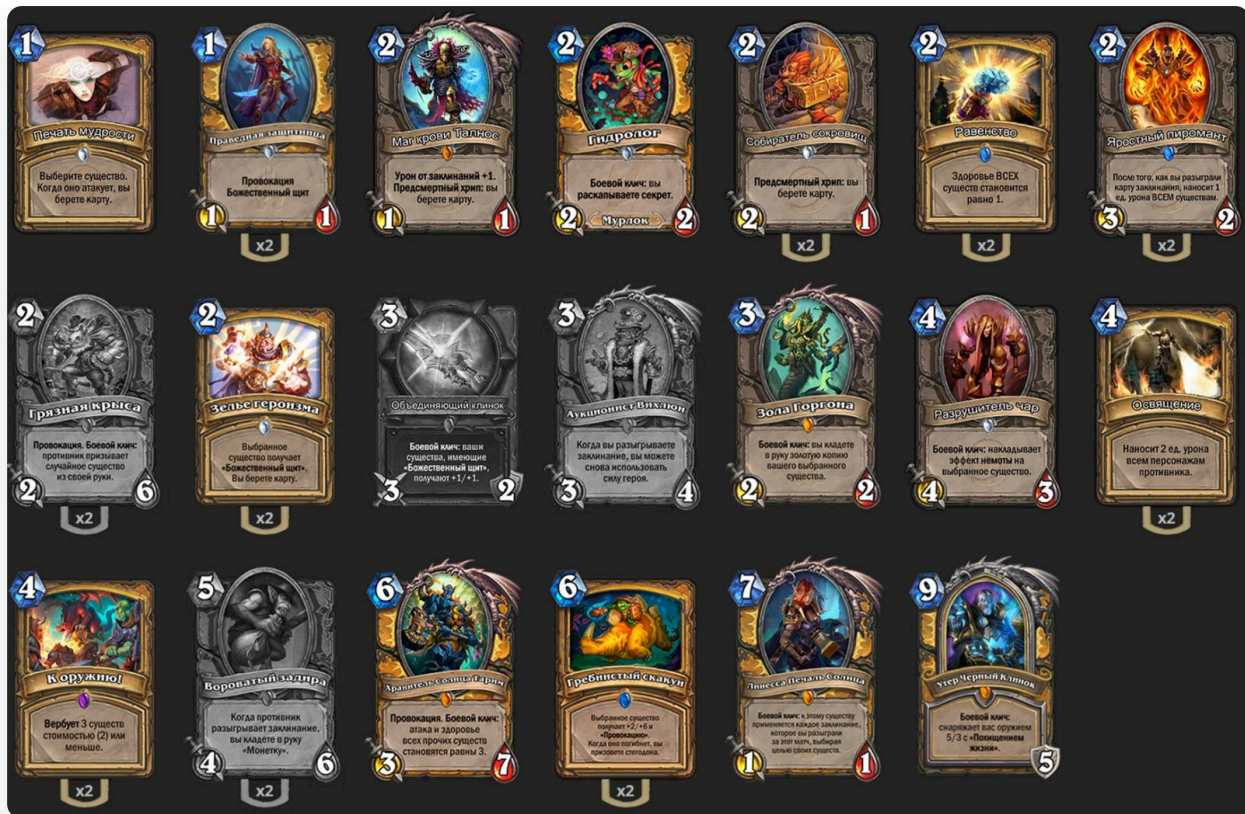 1
Печать мудрости
Выберите существо.
Когда оно атакует, вы
берете карту.
1
Праведная защитница
Провокация
Божественный щит
1
1
x2
2
Маг крови Талнос
Урон от заклинаний +1.
Предсмертный хрип: вы
берете карту.
1
1
2
Гидролог
Боевой клич: вы
раскапываете секрет.
2
Мурлок
2
2
Собиратель сокровищ
Предсмертный хрип: вы
берете карту.
2
1
x2
2
Равенство
Здоровье ВСЕХ
существ становится
равно 1.
x2
2
Яростный пиромант
После того, как вы разыграли
карту заклинания, наносит 1
ед. урона ВСЕМ существам.
3
2
x2
2
Грязная крыса
Провокация. Боевой клич:
противник призывает
случайное существо
из своей руки.
2
6
x2
2
Зелье героизма
Выбранное
существо получает
«Божественный щит».
Вы берете карту.
x2
3
Объединяющий клинок
Боевой клич: ваши
существа, имеющие
«Божественный щит»,
получают +1/+1.
3
2
3
Аукционист Вихлюн
Когда вы разыгрываете
заклинание, вы можете
снова использовать
силу героя.
3
4
3
Зола Горгона
Боевой клич: вы кладете
в руку золотую копию
вашего выбранного
существа.
2
2
4
Разрушитель чар
Боевой клич: накладывает
эффект немоты на
выбранное существо.
4
3
4
Освящение
Наносит 2 ед. урона
всем персонажам
противника.
x2
4
К оружию!
Вербует 3 существ
стоимостью (2) или
меньше.
x2
5
Вороватый задира
Когда противник
разыгрывает заклинание,
вы кладете в руку
«Монетку».
4
6
x2
6
Хранитель Солнца Тарим
Провокация. Боевой клич:
атака и здоровье
всех прочих существ
становятся равны 3.
3
7
6
Гребнистый скакун
Выбранное существо
получает +2/+6 и
«Провокацию».
Когда оно погибнет, вы
призовете стегодона.
x2
7
Линесса Печаль Солнца
Боевой клич: к этому существу
применяется каждое заклинание,
которое вы разыграли
за этот матч, выбирая
целью своих существ.
1
1
9
Утер Черный Клинок
Боевой клич:
снаряжает вас оружием
5/3 с «Похищением
жизни».
5